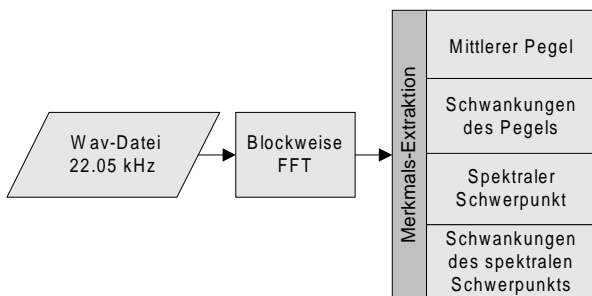 Wav-Datei
22.05 kHz
Blockweise
FFT
Merkmals-Extraktion
Mittlerer Pegel
Schwankungen
des Pegels
Spektraler
Schwerpunkt
Schwankungen
des spektralen
Schwerpunkts